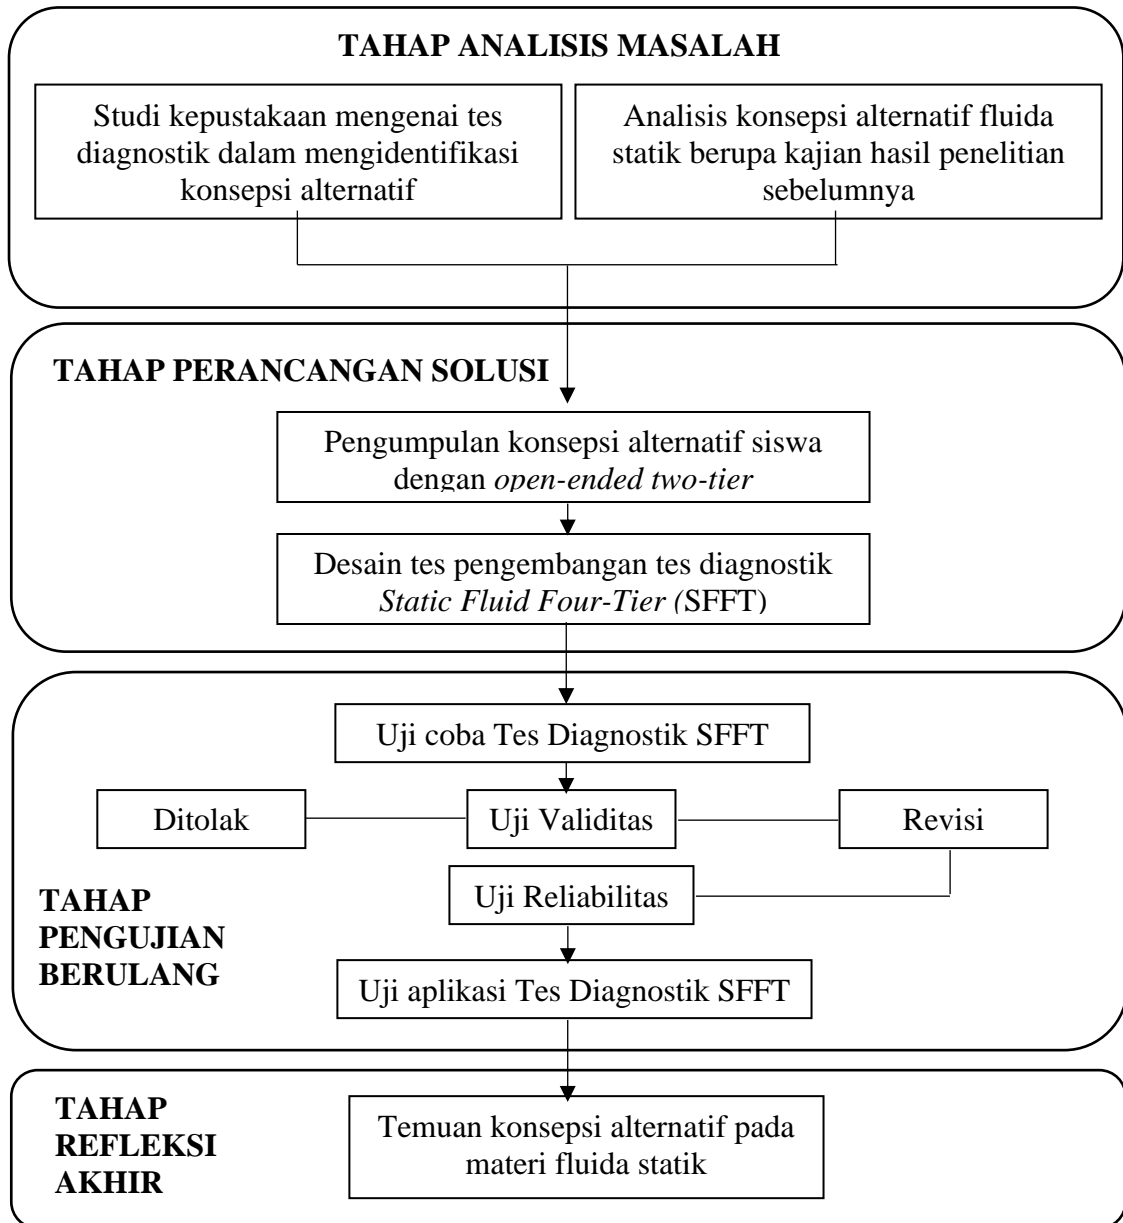 TAHAP ANALISIS MASALAH
Studi kepustakaan mengenai tes
diagnostik dalam mengidentifikasi
konsepsi alternatif
Analisis konsepsi alternatif fluida
statik berupa kajian hasil penelitian
sebelumnya
TAHAP PERANCANGAN SOLUSI
Pengumpulan konsepsi alternatif siswa
dengan open-ended two-tier
Desain tes pengembangan tes diagnostik
Static Fluid Four-Tier (SFFT)
Uji coba Tes Diagnostik SFFT
Ditolak
Uji Validitas
Revisi
Uji Reliabilitas
TAHAP
PENGUJIAN
BERULANG
Uji aplikasi Tes Diagnostik SFFT
TAHAP
REFLEKSI
AKHIR
Temuan konsepsi alternatif pada
materi fluida statik